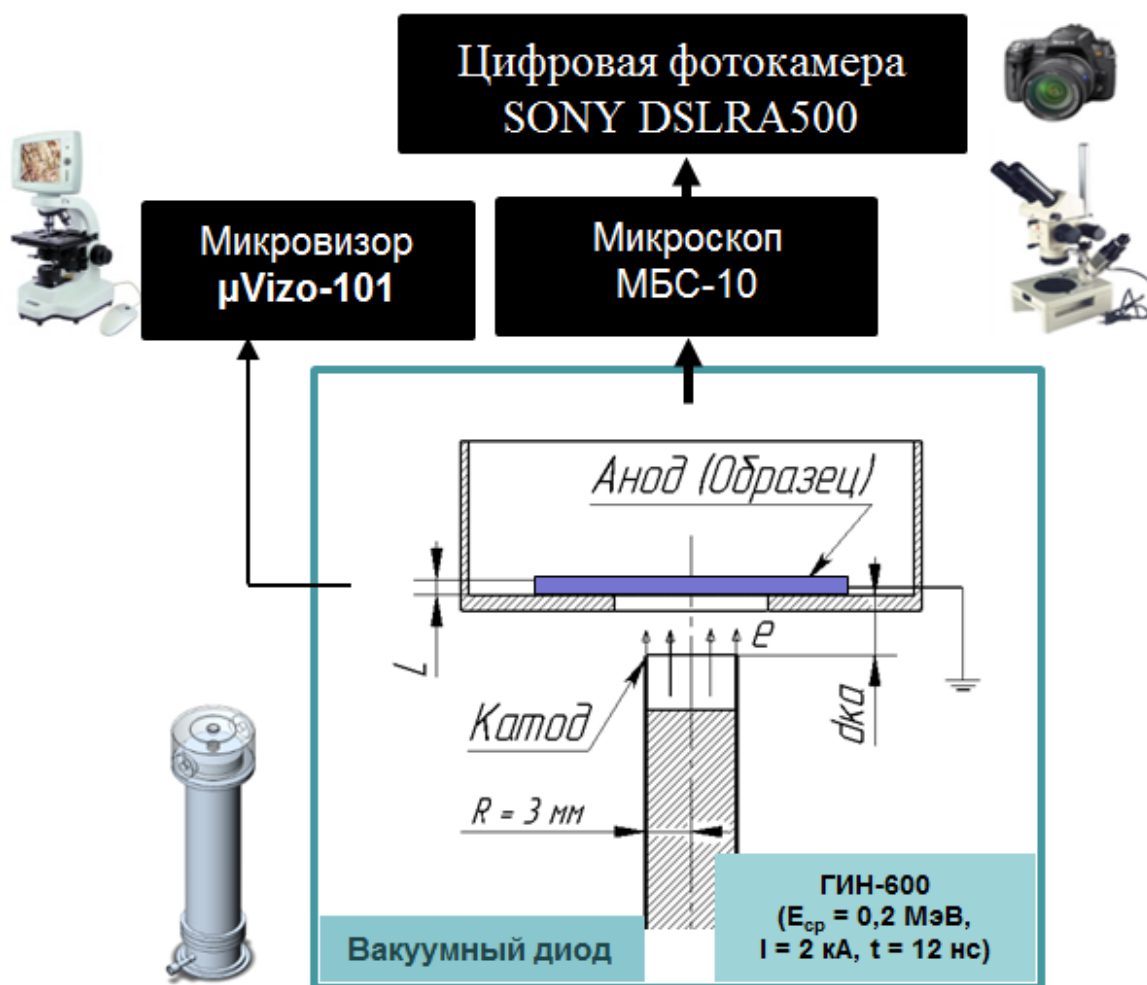 Цифровая фотокамера
SONY DSLRA500
Микровизор
µVizo-101
Микроскоп
МБС-10
Анод (Образец)
e
L
Катод
dка
R = 3 мм
ГИН-600
(Eср = 0,2 МэВ,
I = 2 кА, t = 12 нс)
Вакуумный диод